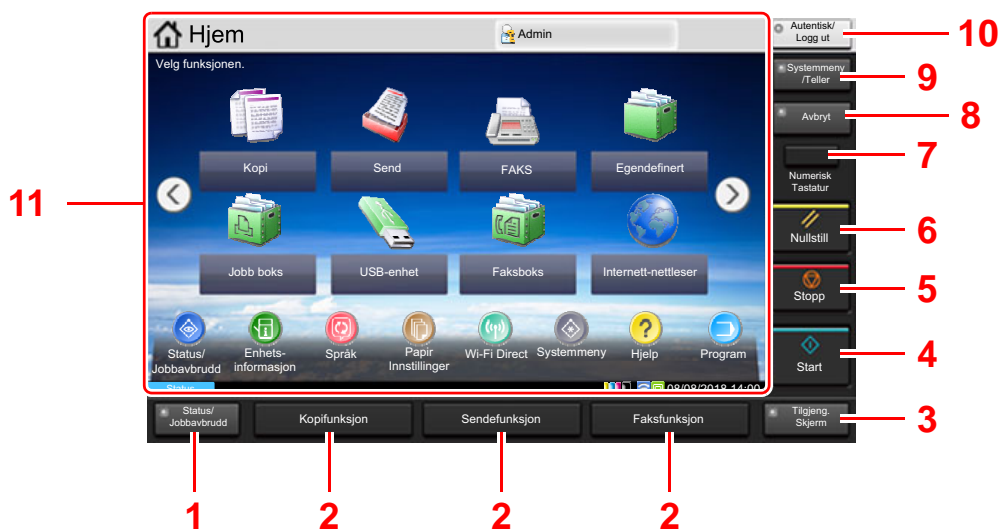 Hjem
Admin
Velg funksjonen.
Kopi
Send
FAKS
Egendefinert
Jobb boks
USB-enhet
Faksboks
Internett-nettleser
Status/
Jobbavbrudd
Enhets-
informasjon
Språk
Papir
Innstillinger
Wi-Fi Direct
Systemmeny
Hjelp
Program
Status
08/08/2018 14:00
Autentisk/
Logg ut
10
Systemmeny
/Teller
9
Avbryt
8
7
Numerisk
Tastatur
Nullstill
6
Stopp
5
Start
4
11
Status/
Jobbavbrudd
Kopifunksjon
Sendefunksjon
Faksfunksjon
Tilgjeng.
Skjerm
3
1
2
2
2